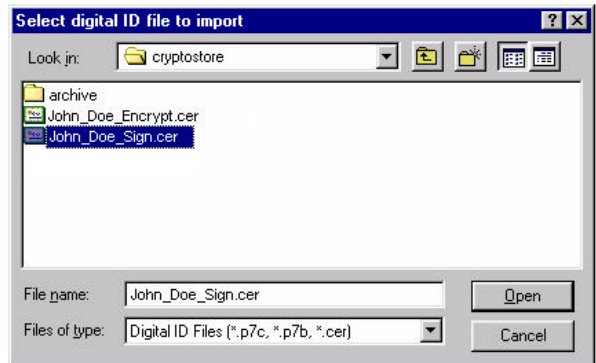 Select digital ID file to import
Look in: cryptostore
archive
John_Doe_Encrypt.cer
John_Doe_Sign.cer
File name: John_Doe_Sign.cer Open
Files of type: Digital ID Files (*.p7c, *.p7b, *.cer) Cancel